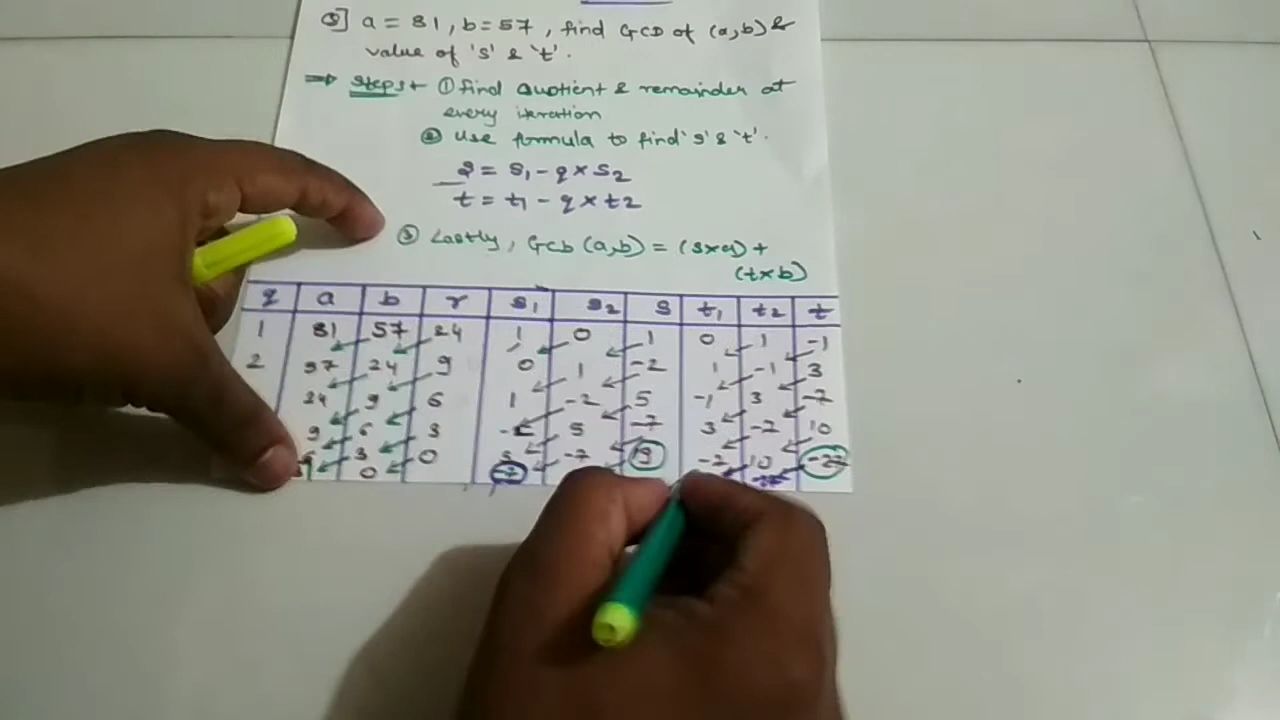 Q] a = 81, b = 57, find GCD of (a,b) &
value of 's' & 't'.
⇒ Steps:- ① find Quotient & remainder at
every iteration
② Use formula to find 's' & 't'.
S = S₁ - q × S₂
t = t₁ - q × t₂
③ Lastly, GCD (a,b) = (s×a) +
(t×b)
q a b r s₁ s₂ s t₁ t₂ t
1 81 57 24 1 0 1 0 1 -1
2 57 24 9 0 1 -2 1 -1 3
24 9 6 1 -2 5 -1 3 -7
9 6 3 -2 5 -7 3 -7 10
3 0 5 -7 19 -7 10 -27
0 -7